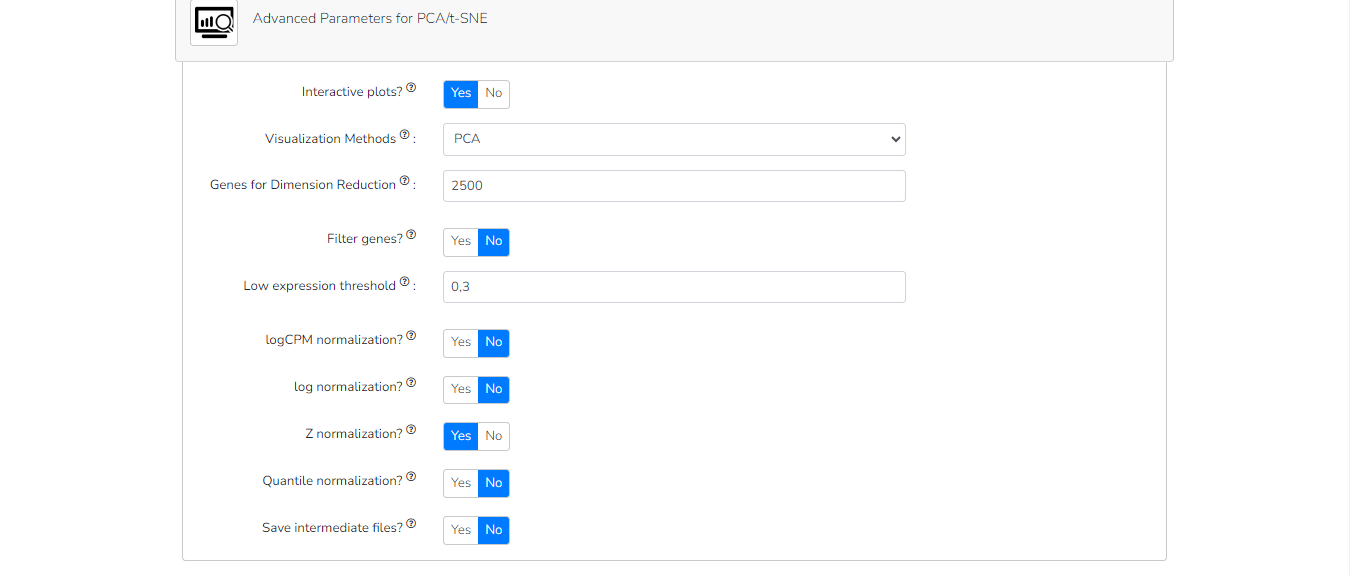 Advanced Parameters for PCA/t-SNE
Interactive plots? Yes No
Visualization Methods : PCA
Genes for Dimension Reduction : 2500
Filter genes? Yes No
Low expression threshold : 0,3
logCPM normalization? Yes No
log normalization? Yes No
Z normalization? Yes No
Quantile normalization? Yes No
Save intermediate files? Yes No